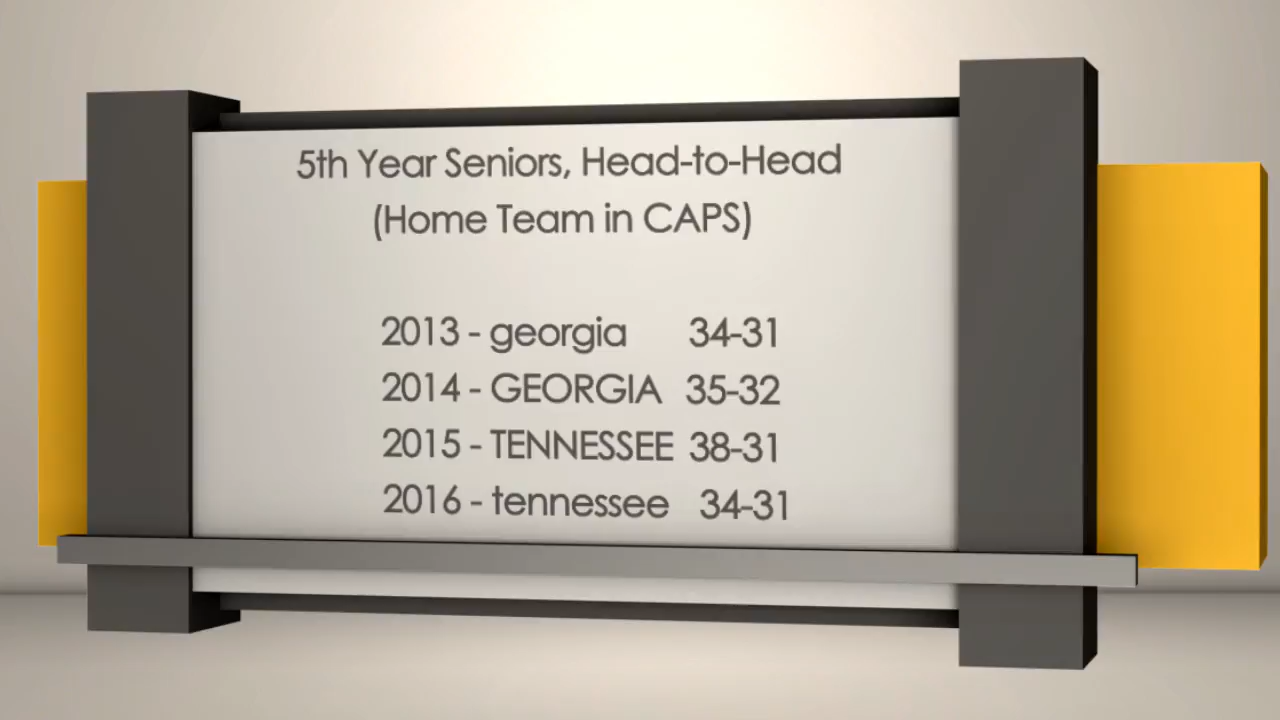 5th Year Seniors, Head-to-Head
(Home Team in CAPS)
2013 - georgia 34-31
2014 - GEORGIA 35-32
2015 - TENNESSEE 38-31
2016 - tennessee 34-31